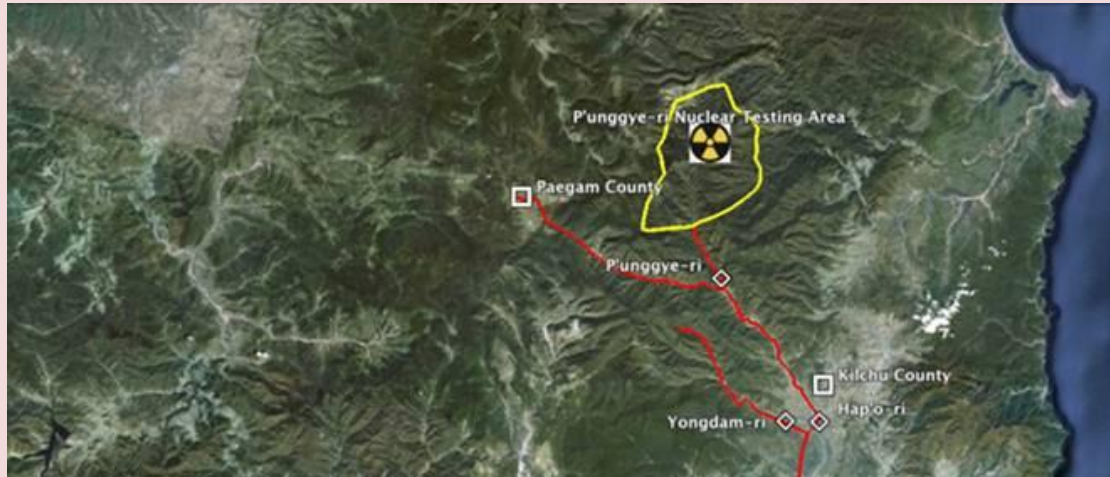 P'unggye-ri Nuclear Testing Area
Paegam County
P'unggye-ri
Kilchu County
Hap'o-ri
Yongdam-ri